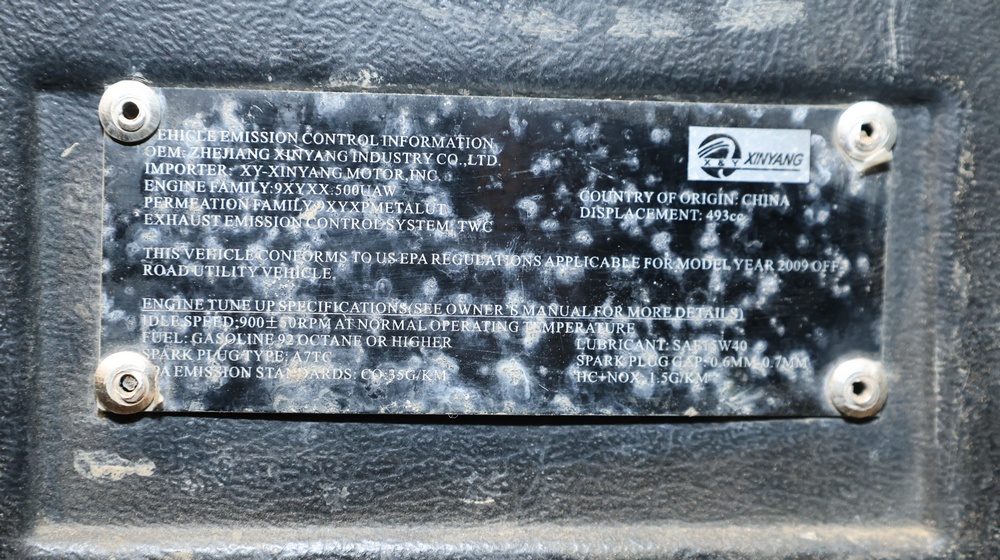 VEHICLE EMISSION CONTROL INFORMATION
OEM: ZHEJIANG XINYANG INDUSTRY CO.,LTD.
IMPORTER: XY-XINYANG MOTOR,INC.
ENGINE FAMILY:9XYXX.500UAW
PERMEATION FAMILY:9XYXPMETALUT
EXHAUST EMISSION CONTROL SYSTEM: TWC
X & Y XINYANG
COUNTRY OF ORIGIN: CHINA
DISPLACEMENT: 493cc
THIS VEHICLE CONFORMS TO US EPA REGULATIONS APPLICABLE FOR MODEL YEAR 2009 OFF-
ROAD UTILITY VEHICLE.
ENGINE TUNE UP SPECIFICATIONS(SEE OWNER'S MANUAL FOR MORE DETAILS)
IDLE SPEED:900±50RPM AT NORMAL OPERATING TEMPERATURE
FUEL: GASOLINE 92 OCTANE OR HIGHER
SPARK PLUG TYPE: A7TC
EPA EMISSION STANDARDS: CO:35G/KM
LUBRICANT: SAE15W40
SPARK PLUG GAP: 0.6MM-0.7MM
HC+NOX: 1.5G/KM